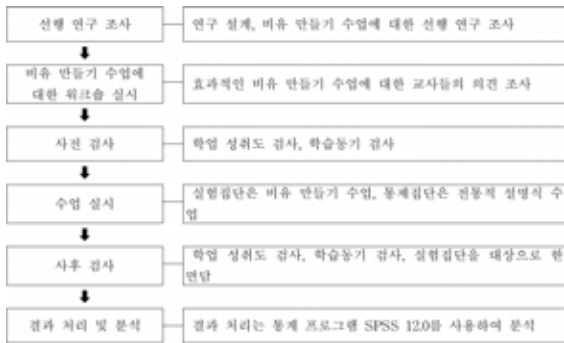 선행 연구 조사
연구 설계, 비유 만들기 수업에 대한 선행 연구 조사
비유 만들기 수업에
대한 워크숍 실시
효과적인 비유 만들기 수업에 대한 교사들의 의견 조사
사전 검사
학업 성취도 검사, 학습동기 검사
수업 실시
실험집단은 비유 만들기 수업, 통제집단은 전통적 설명식 수
업
사후 검사
학업 성취도 검사, 학습동기 검사, 실험집단을 대상으로 한
면담
결과 처리 및 분석
결과 처리는 통계 프로그램 SPSS 12.0를 사용하여 분석